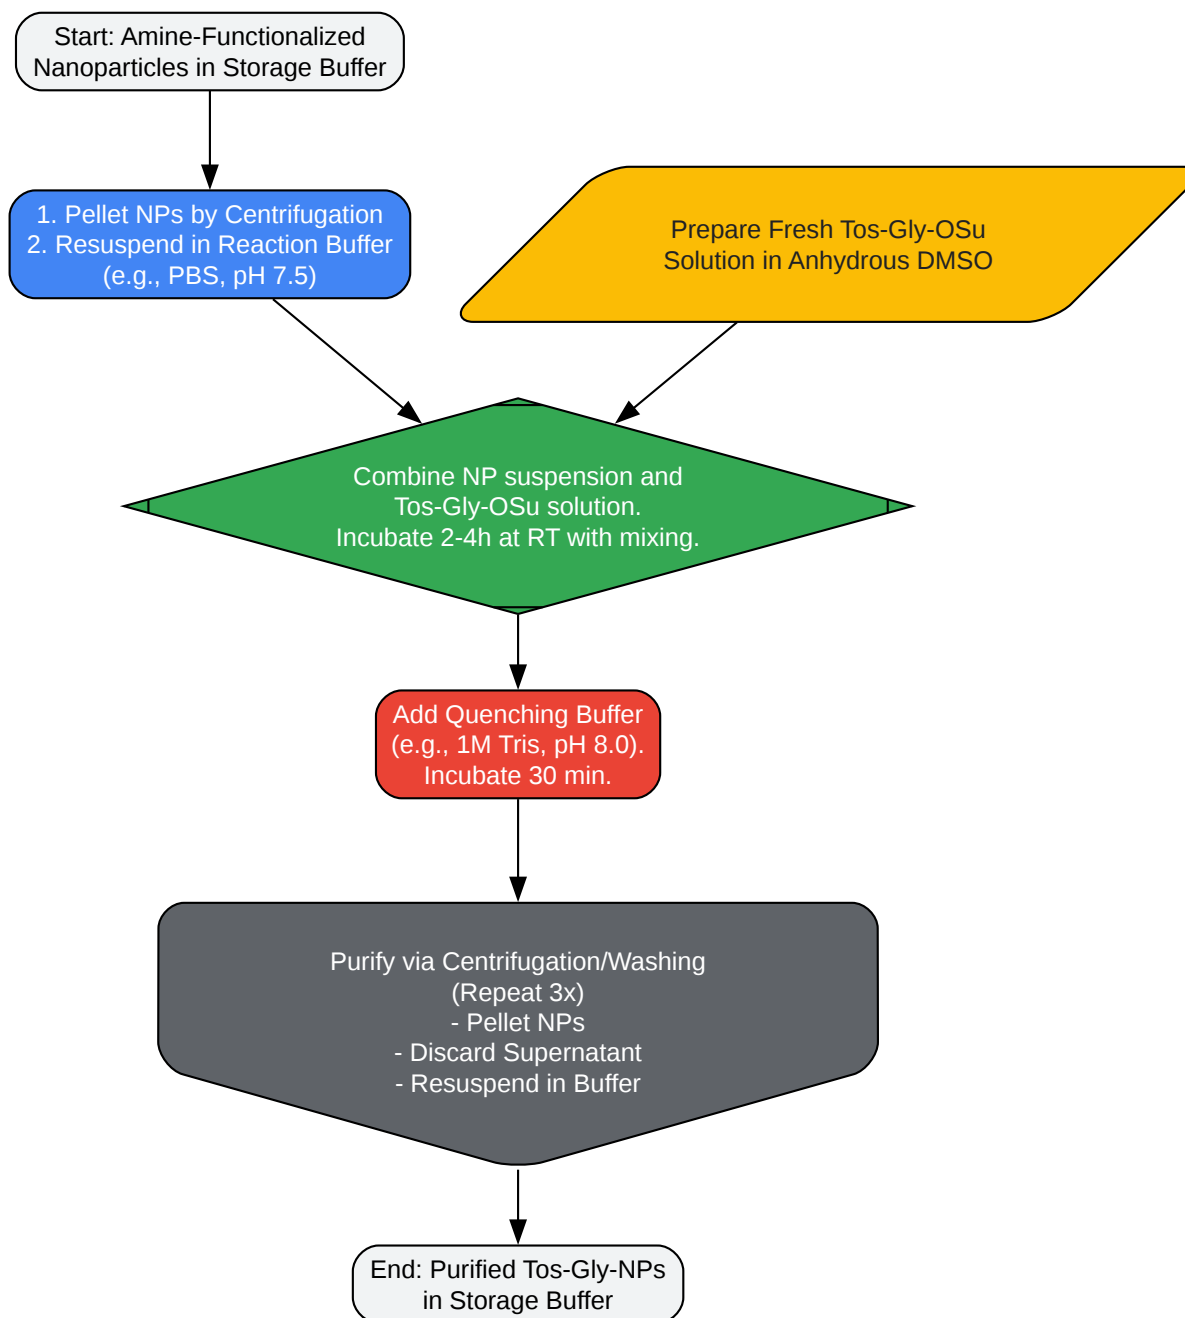 Start: Amine-Functionalized
Nanoparticles in Storage Buffer
1. Pellet NPs by Centrifugation
2. Resuspend in Reaction Buffer
(e.g., PBS, pH 7.5)
Prepare Fresh Tos-Gly-OSu
Solution in Anhydrous DMSO
Combine NP suspension and
Tos-Gly-OSu solution.
Incubate 2-4h at RT with mixing.
Add Quenching Buffer
(e.g., 1M Tris, pH 8.0).
Incubate 30 min.
Purify via Centrifugation/Washing
(Repeat 3x)
- Pellet NPs
- Discard Supernatant
- Resuspend in Buffer
End: Purified Tos-Gly-NPs
in Storage Buffer